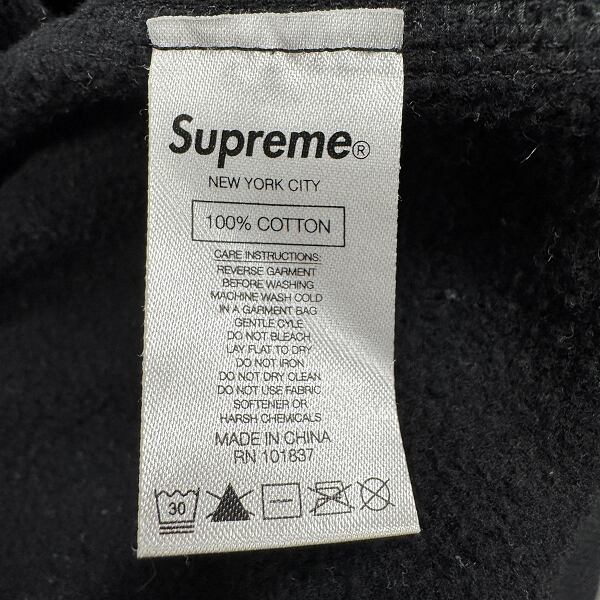 Supreme®
NEW YORK CITY
100% COTTON
CARE INSTRUCTIONS:
REVERSE GARMENT
BEFORE WASHING
MACHINE WASH COLD
IN A GARMENT BAG
GENTLE CYLE
DO NOT BLEACH
LAY FLAT TO DRY
DO NOT IRON
DO NOT DRY CLEAN
DO NOT USE FABRIC
SOFTENER OR
HARSH CHEMICALS
MADE IN CHINA
RN 101837
30